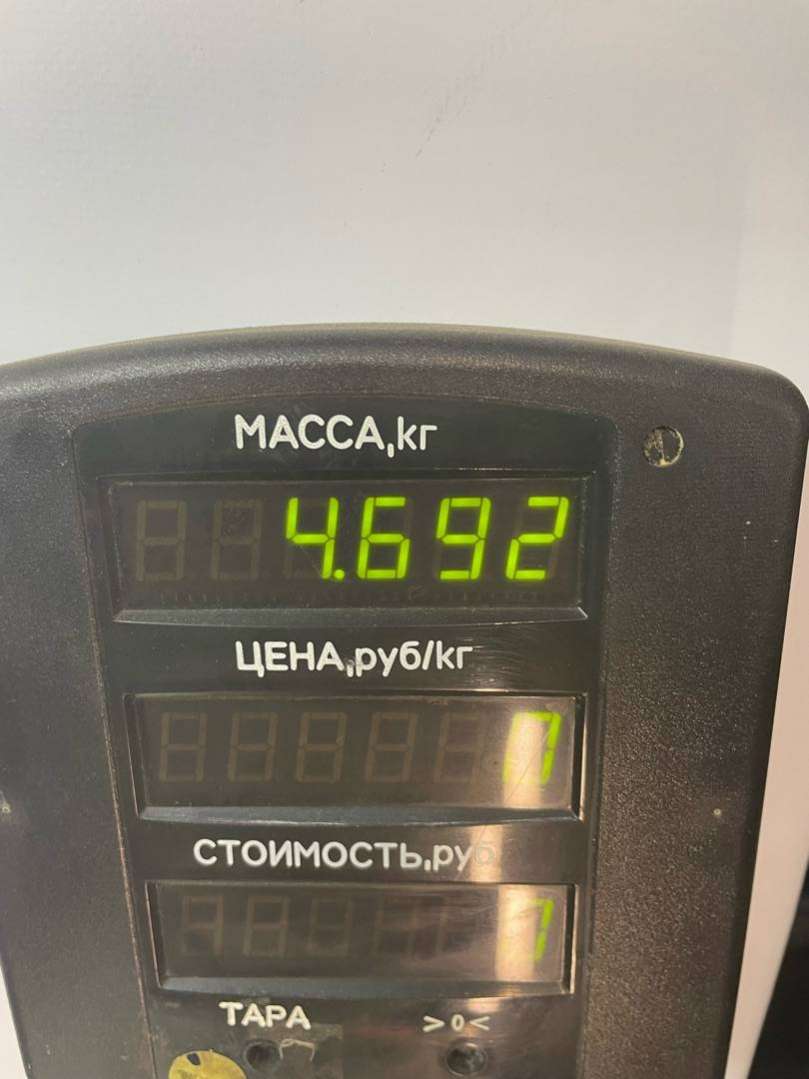 МАССА,кг
4.692
ЦЕНА,руб/кг
СТОИМОСТЬ,руб
ТАРА
>0<